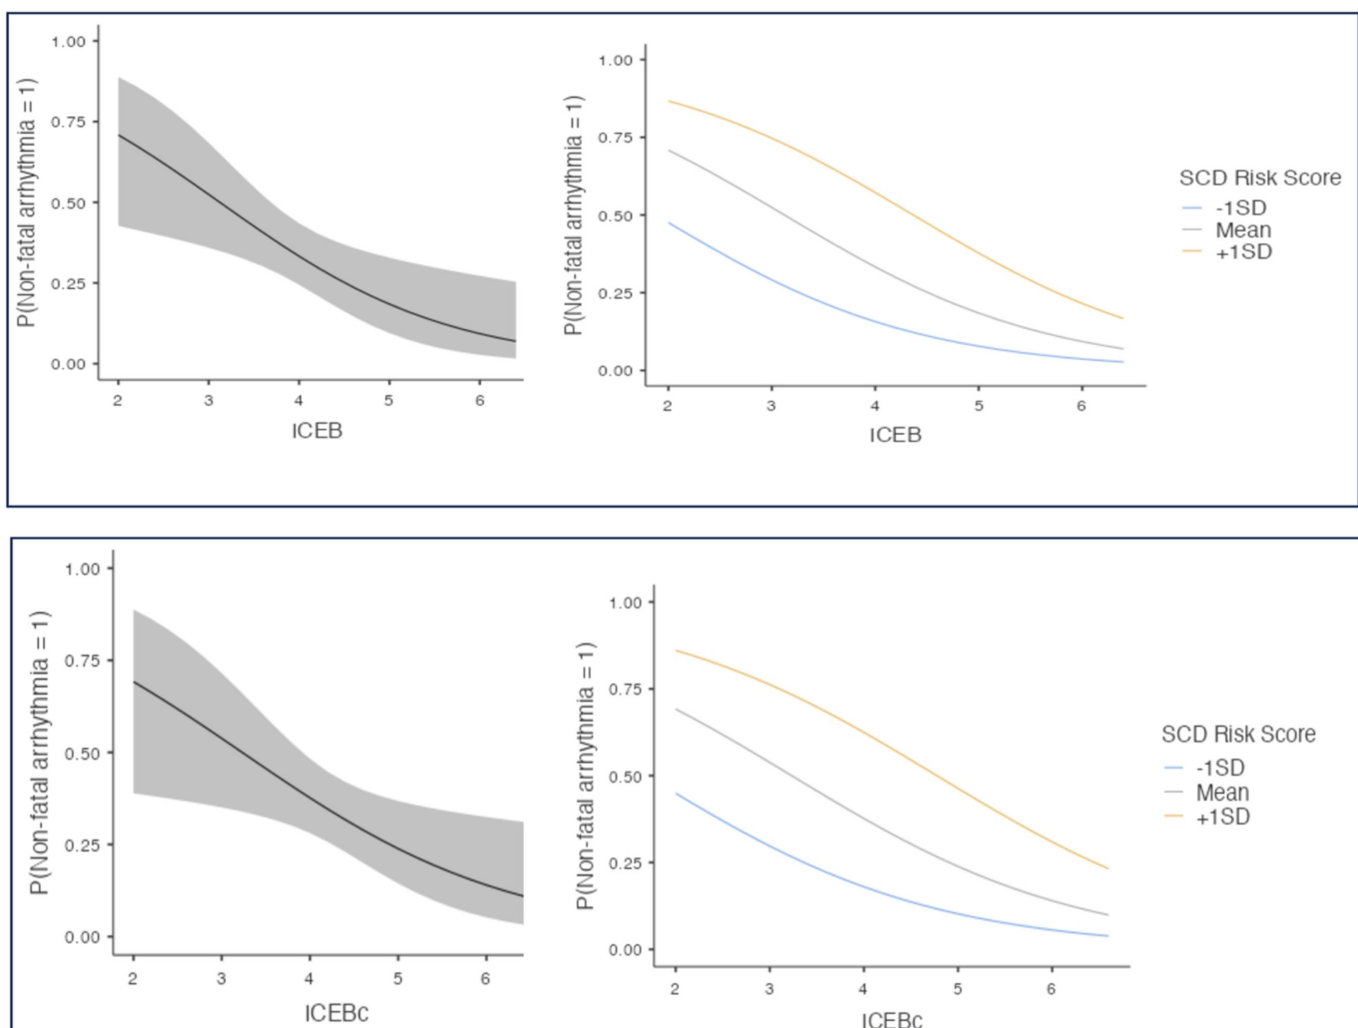 1.00
0.75
0.50
0.25
0.00
P(Non-fatal arrhythmia = 1)
2 3 4 5 6
ICEB
1.00
0.75
0.50
0.25
0.00
P(Non-fatal arrhythmia = 1)
2 3 4 5 6
ICEB
SCD Risk Score
-1SD
Mean
+1SD
1.00
0.75
0.50
0.25
0.00
P(Non-fatal arrhythmia = 1)
2 3 4 5 6
ICEBc
1.00
0.75
0.50
0.25
0.00
P(Non-fatal arrhythmia = 1)
2 3 4 5 6
ICEBc
SCD Risk Score
-1SD
Mean
+1SD